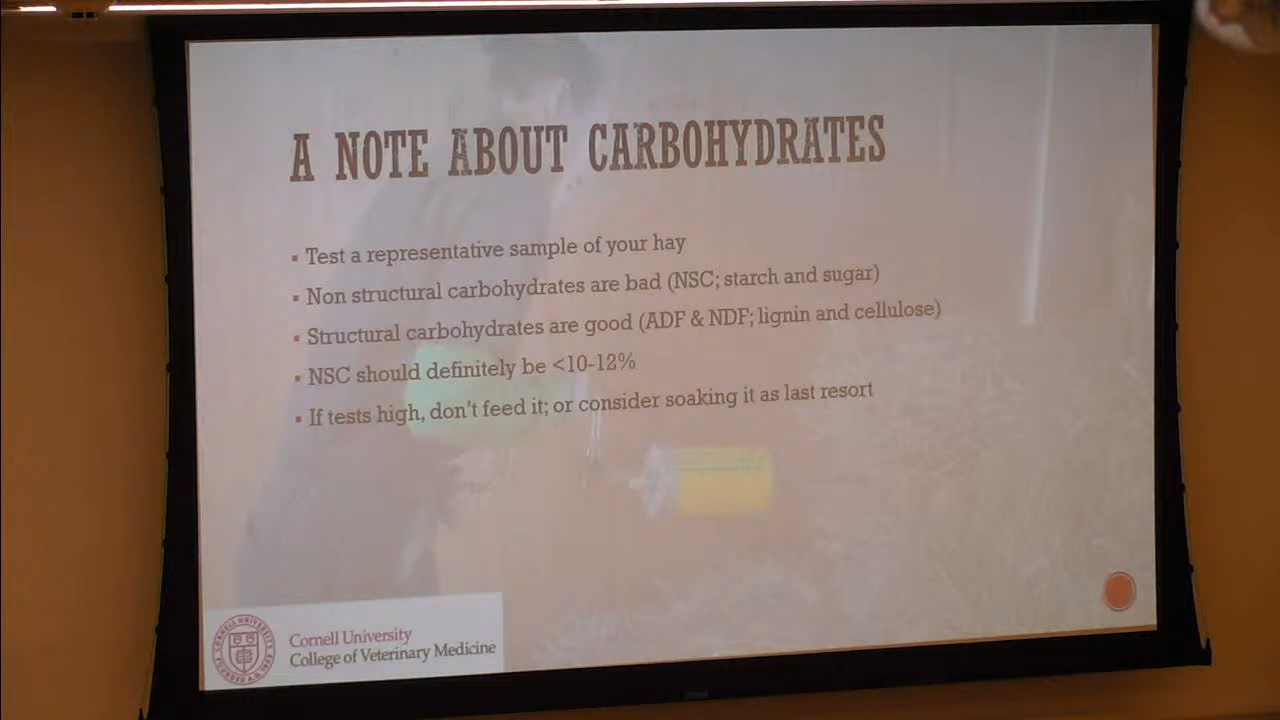 A NOTE ABOUT CARBOHYDRATES
▪ Test a representative sample of your hay
▪ Non structural carbohydrates are bad (NSC; starch and sugar)
▪ Structural carbohydrates are good (ADF & NDF; lignin and cellulose)
▪ NSC should definitely be <10-12%
▪ If tests high, don't feed it; or consider soaking it as last resort
Cornell University
College of Veterinary Medicine